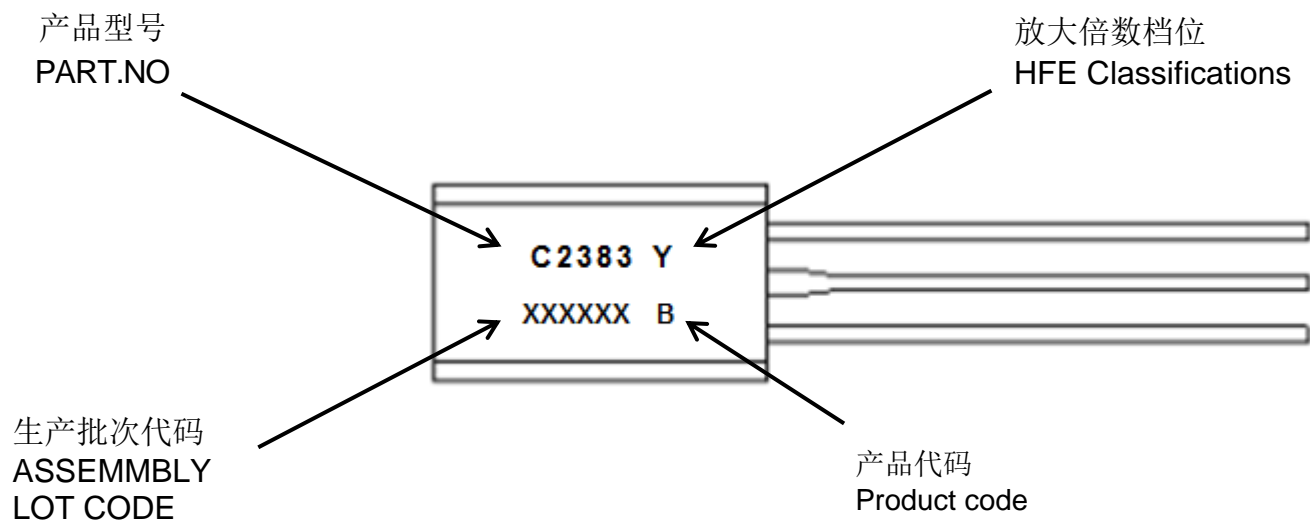 产品型号
PART.NO
放大倍数档位
HFE Classifications
C2383 Y
XXXXXX B
生产批次代码
ASSEMMBLY
LOT CODE
产品代码
Product code